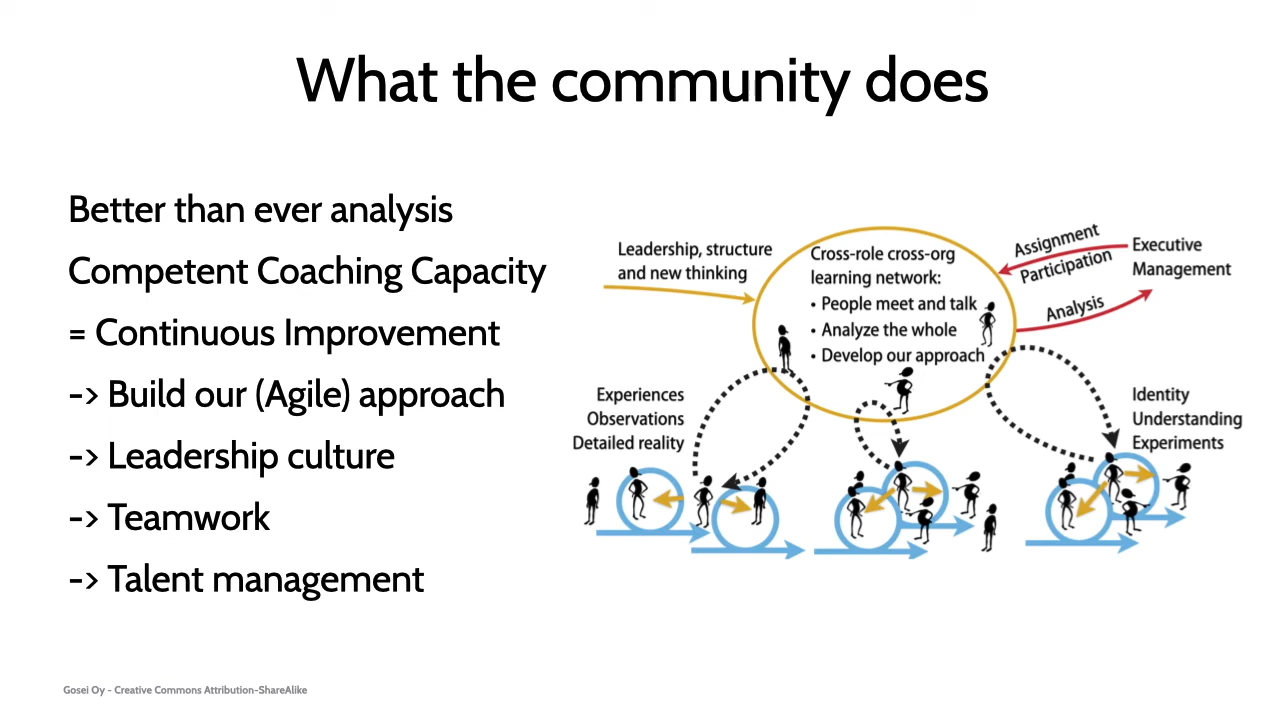 What the community does
Better than ever analysis
Competent Coaching Capacity
= Continuous Improvement
-> Build our (Agile) approach
-> Leadership culture
-> Teamwork
-> Talent management
Leadership, structure
and new thinking
Cross-role cross-org
learning network:
• People meet and talk
• Analyze the whole
• Develop our approach
Assignment
Participation
Analysis
Executive
Management
Experiences
Observations
Detailed reality
Identity
Understanding
Experiments
Gosei Oy - Creative Commons Attribution-ShareAlike